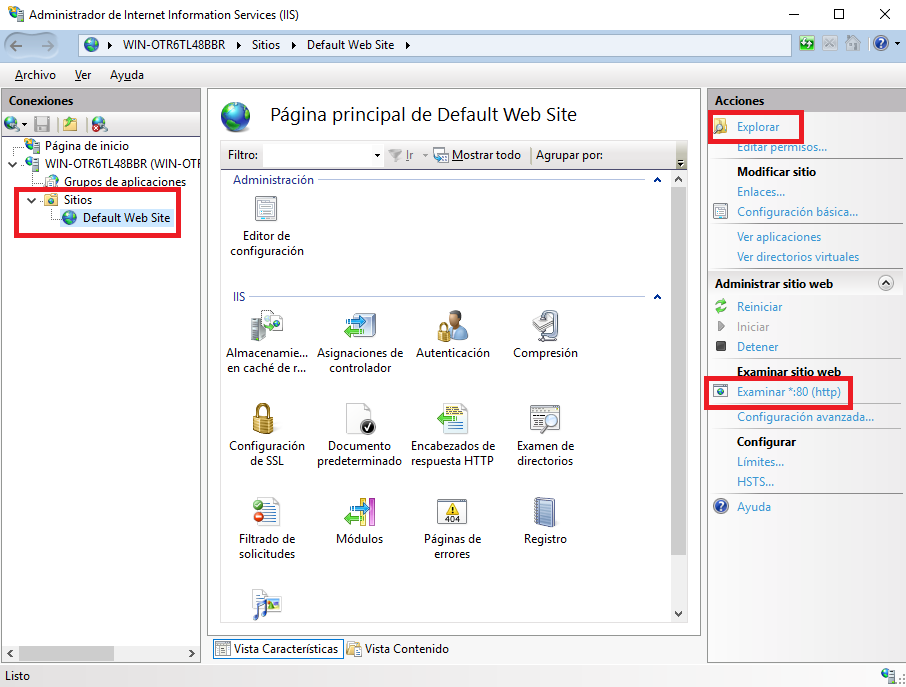 Administrador de Internet Information Services (IIS)
WIN-OTR6TL48BBR
Sitios
Default Web Site
Archivo
Ver
Ayuda
Conexiones
Página de inicio
WIN-OTR6TL48BBR (WIN-OTR
Grupos de aplicaciones
Sitios
Default Web Site
Página principal de Default Web Site
Filtro:
Ir
Mostrar todo
Agrupar por:
Administración
Editor de
configuración
IIS
Almacenamie...
en caché de r...
Asignaciones de
controlador
Autenticación
Compresión
Configuración
de SSL
Documento
predeterminado
Encabezados de
respuesta HTTP
Examen de
directorios
Filtrado de
solicitudes
Módulos
404
Páginas de
errores
Registro
Vista Características
Vista Contenido
Acciones
Explorar
Editar permisos...
Modificar sitio
Enlaces...
Configuración básica...
Ver aplicaciones
Ver directorios virtuales
Administrar sitio web
Reiniciar
Iniciar
Detener
Examinar sitio web
Examinar *:80 (http)
Configuración avanzada...
Configurar
Límites...
HSTS...
Ayuda
Listo